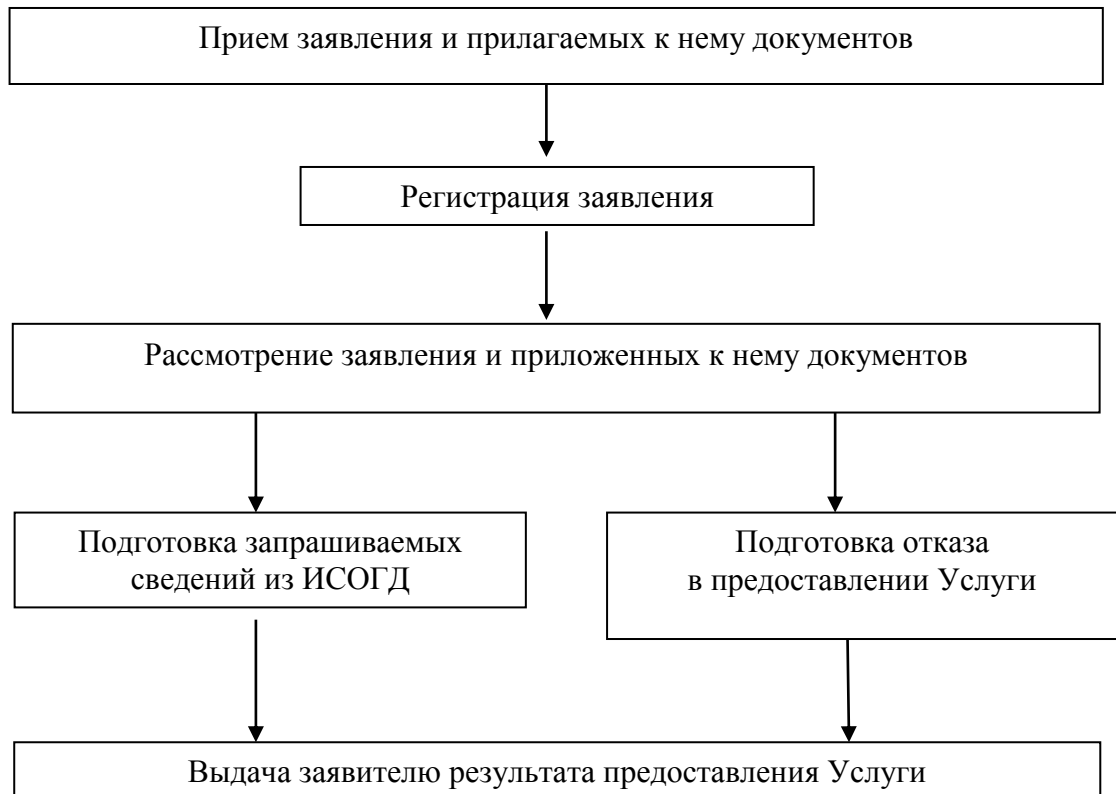 Прием заявления и прилагаемых к нему документов
Регистрация заявления
Рассмотрение заявления и приложенных к нему документов
Подготовка запрашиваемых
сведений из ИСОГД
Подготовка отказа
в предоставлении Услуги
Выдача заявителю результата предоставления Услуги